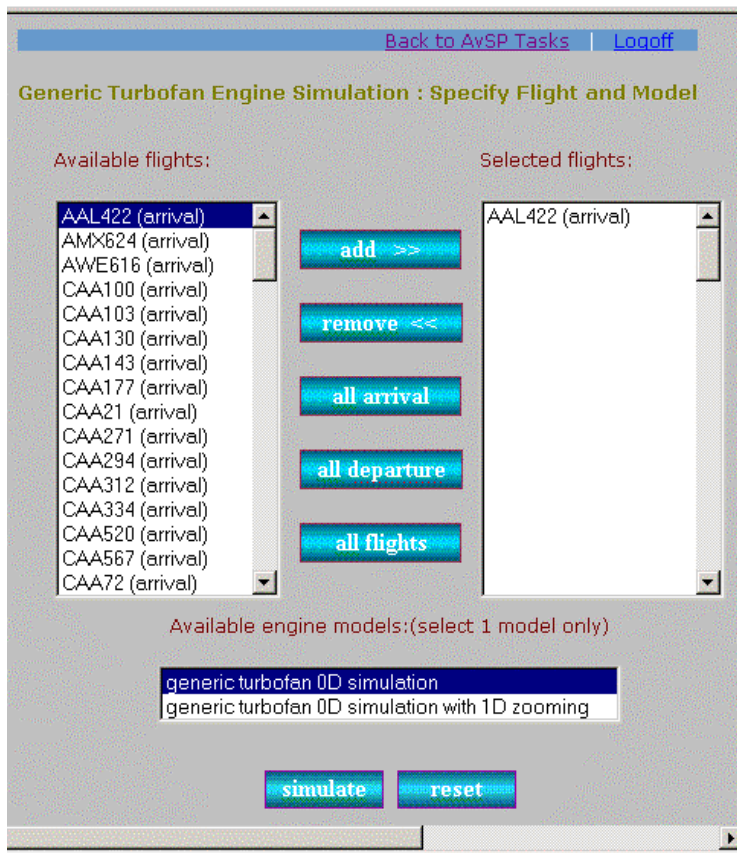 Back to AvSP Tasks | Logoff
Generic Turbofan Engine Simulation : Specify Flight and Model
Available flights:
AAL422 (arrival)
AMX624 (arrival)
AWE616 (arrival)
CAA100 (arrival)
CAA103 (arrival)
CAA130 (arrival)
CAA143 (arrival)
CAA177 (arrival)
CAA21 (arrival)
CAA271 (arrival)
CAA294 (arrival)
CAA312 (arrival)
CAA334 (arrival)
CAA520 (arrival)
CAA567 (arrival)
CAA72 (arrival)
add >>
remove <<
all arrival
all departure
all flights
Selected flights:
AAL422 (arrival)
Available engine models:(select 1 model only)
generic turbofan 0D simulation
generic turbofan 0D simulation with 1D zooming
simulate
reset